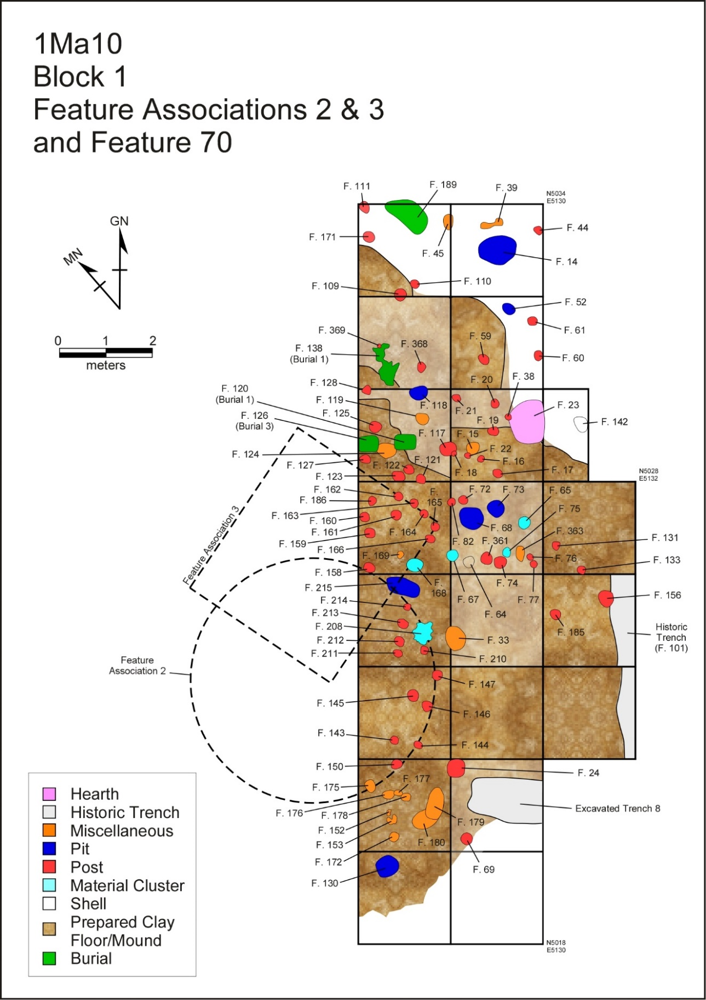 1Ma10
Block 1
Feature Associations 2 & 3
and Feature 70
GN
MN
0 1 2
meters
F. 111
F. 189
F. 39
N5034
E5130
F. 44
F. 171
F. 45
F. 14
F. 109
F. 110
F. 52
F. 369
F. 61
F. 59
F. 138
(Burial 1)
F. 368
F. 60
F. 128
F. 20
F. 38
F. 120
(Burial 1)
F. 119
F. 118
F. 21
F. 23
F. 125
F. 126
(Burial 3)
F. 19
F. 142
F. 117
F. 15
F. 124
F. 22
F. 127
F. 122
F. 121
F. 18
F. 16
F. 17
F. 123
N5028
E5132
F. 162
F. 165
F. 72
F. 73
F. 65
F. 186
F. 75
F. 163
F. 160
F. 161
F. 164
F. 68
F. 363
F. 159
F. 82
F. 361
F. 131
F. 166
F. 169
F. 76
F. 133
F. 158
Feature Association 3
F. 168
F. 74
F. 215
F. 67
F. 77
F. 156
F. 214
F. 64
F. 213
F. 208
F. 185
Historic
Trench
(F. 101)
F. 212
F. 33
F. 211
F. 210
Feature
Association 2
F. 147
F. 145
F. 146
F. 143
F. 144
F. 150
F. 24
F. 175
F. 177
F. 176
F. 178
Excavated Trench 8
F. 152
F. 179
F. 153
F. 180
F. 172
F. 69
F. 130
Hearth
Historic Trench
Miscellaneous
Pit
Post
Material Cluster
Shell
Prepared Clay
Floor/Mound
Burial
N5018
E5130